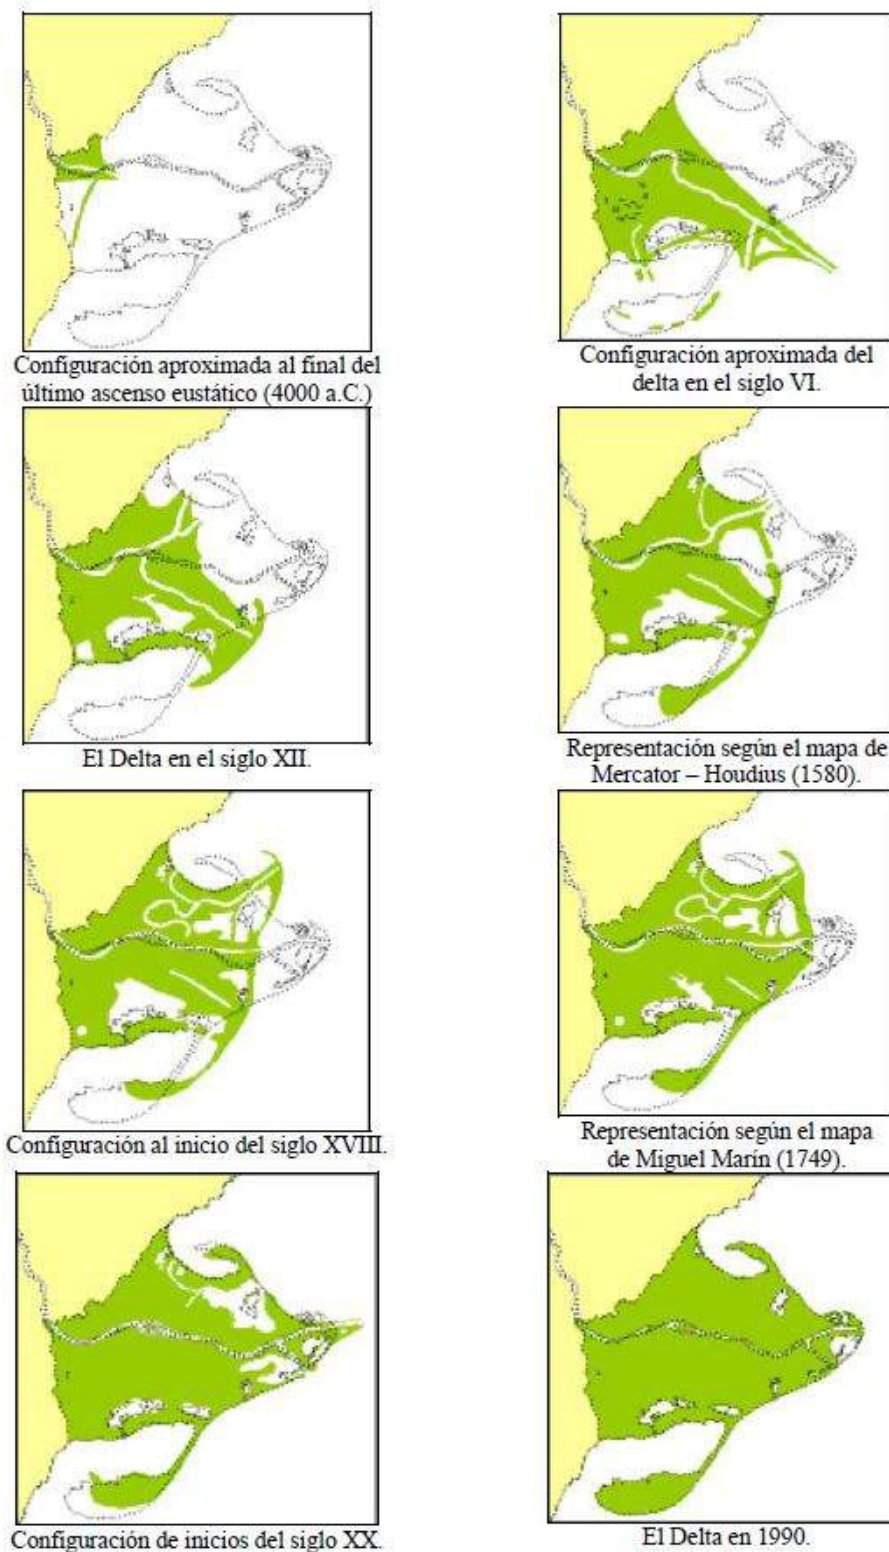 Configuración aproximada al final del
último ascenso eustático (4000 a.C.)
Configuración aproximada del
delta en el siglo VI.
El Delta en el siglo XII.
Representación según el mapa de
Mercator – Houdius (1580).
Configuración al inicio del siglo XVIII.
Representación según el mapa
de Miguel Marín (1749).
Configuración de inicios del siglo XX.
El Delta en 1990.